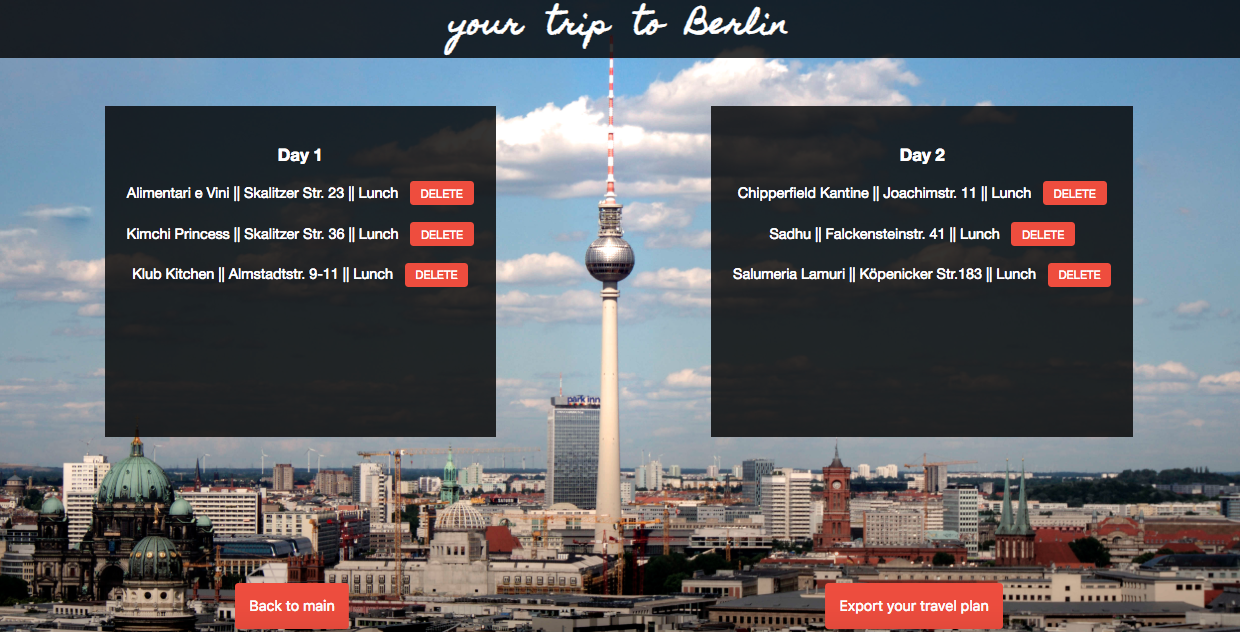 your trip to Berlin
Day 1
Alimentari e Vini || Skalitzer Str. 23 || Lunch DELETE
Kimchi Princess || Skalitzer Str. 36 || Lunch DELETE
Klub Kitchen || Almstadtstr. 9-11 || Lunch DELETE
Day 2
Chipperfield Kantine || Joachimstr. 11 || Lunch DELETE
Sadhu || Falckensteinstr. 41 || Lunch DELETE
Salumeria Lamuri || Köpenicker Str.183 || Lunch DELETE
park inn
Back to main
Export your travel plan